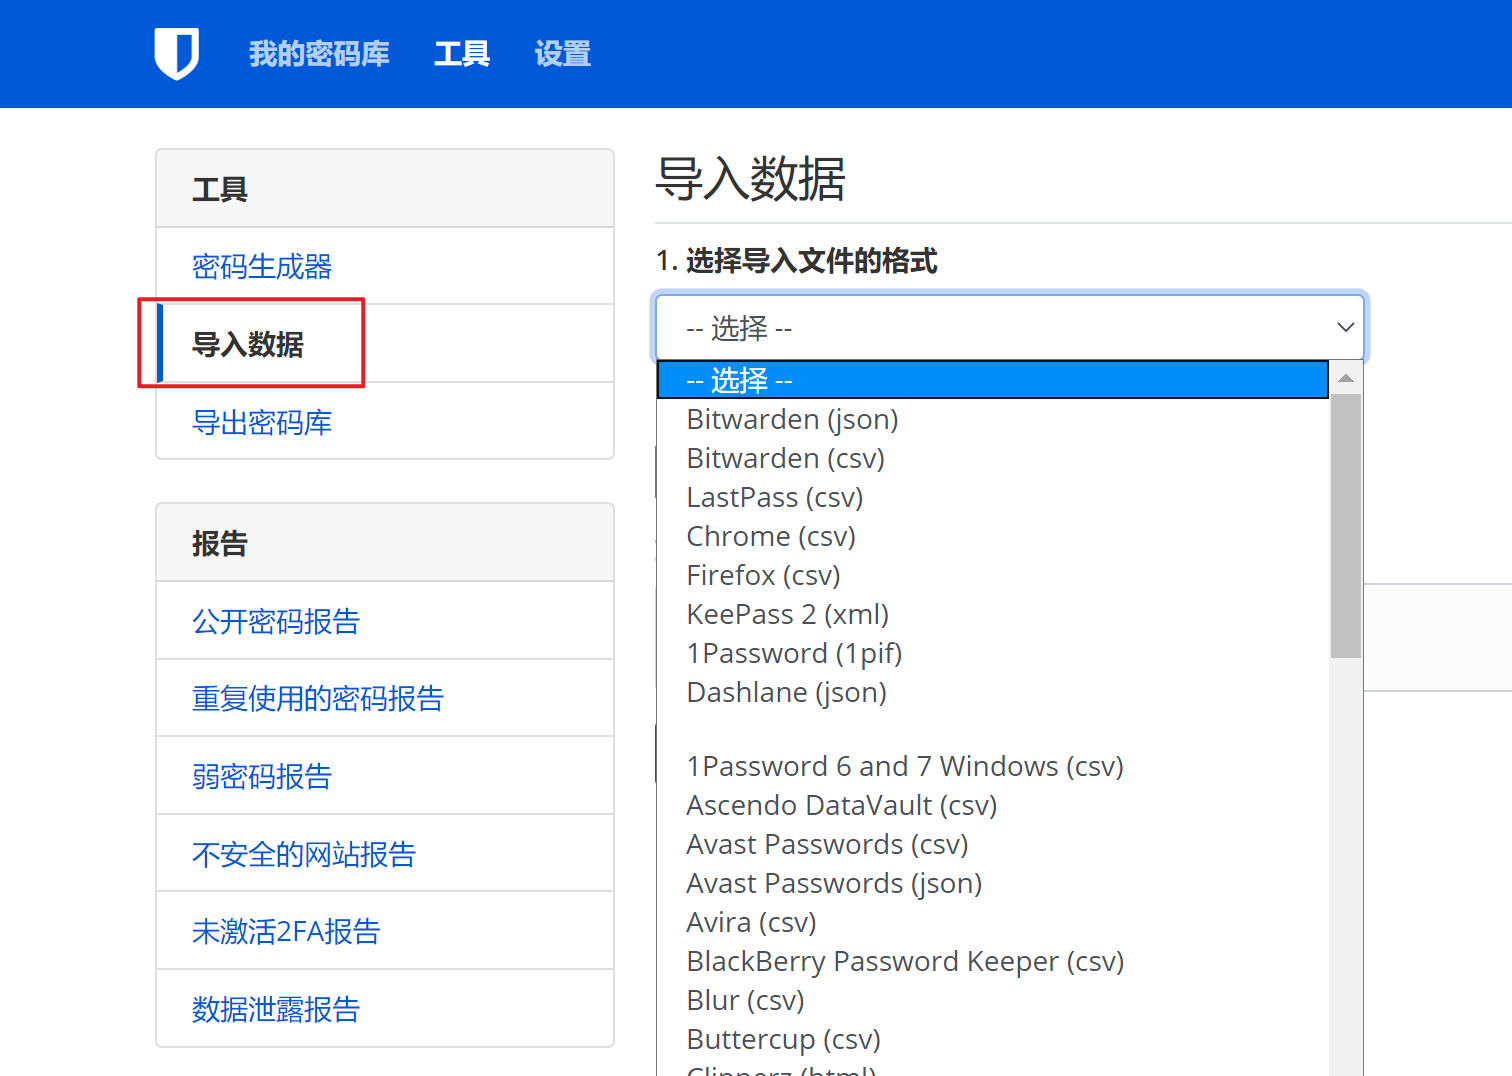 我的密码库 工具 设置
工具
密码生成器
导入数据
导出密码库
报告
公开密码报告
重复使用的密码报告
弱密码报告
不安全的网站报告
未激活2FA报告
数据泄露报告
导入数据
1. 选择导入文件的格式
-- 选择 --
-- 选择 --
Bitwarden (json)
Bitwarden (csv)
LastPass (csv)
Chrome (csv)
Firefox (csv)
KeePass 2 (xml)
1Password (1pif)
Dashlane (json)
1Password 6 and 7 Windows (csv)
Ascendo DataVault (csv)
Avast Passwords (csv)
Avast Passwords (json)
Avira (csv)
BlackBerry Password Keeper (csv)
Blur (csv)
Buttercup (csv)
Clipperz (html)